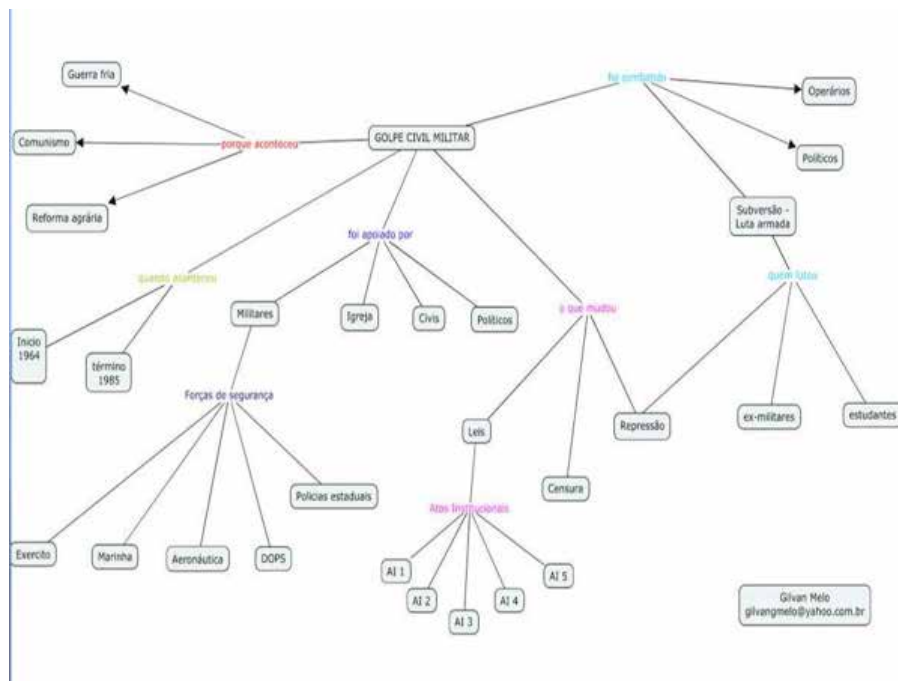 Guerra fria
foi combatido
Operários
Comunismo
porque aconteceu
GOLPE CIVIL MILITAR
Políticos
Reforma agrária
Subversão -
Luta armada
foi apoiado por
quando aconteceu
quem lutou
Militares
Igreja
Civis
Políticos
o que mudou
Inicio
1964
término
1985
Forças de segurança
Leis
Repressão
ex-militares
estudantes
Policias estaduais
Censura
Atos Institucionais
Exercito
Marinha
Aeronáutica
DOPS
AI 1
AI 2
AI 3
AI 4
AI 5
Gilvan Melo
gilvangmelo@yahoo.com.br